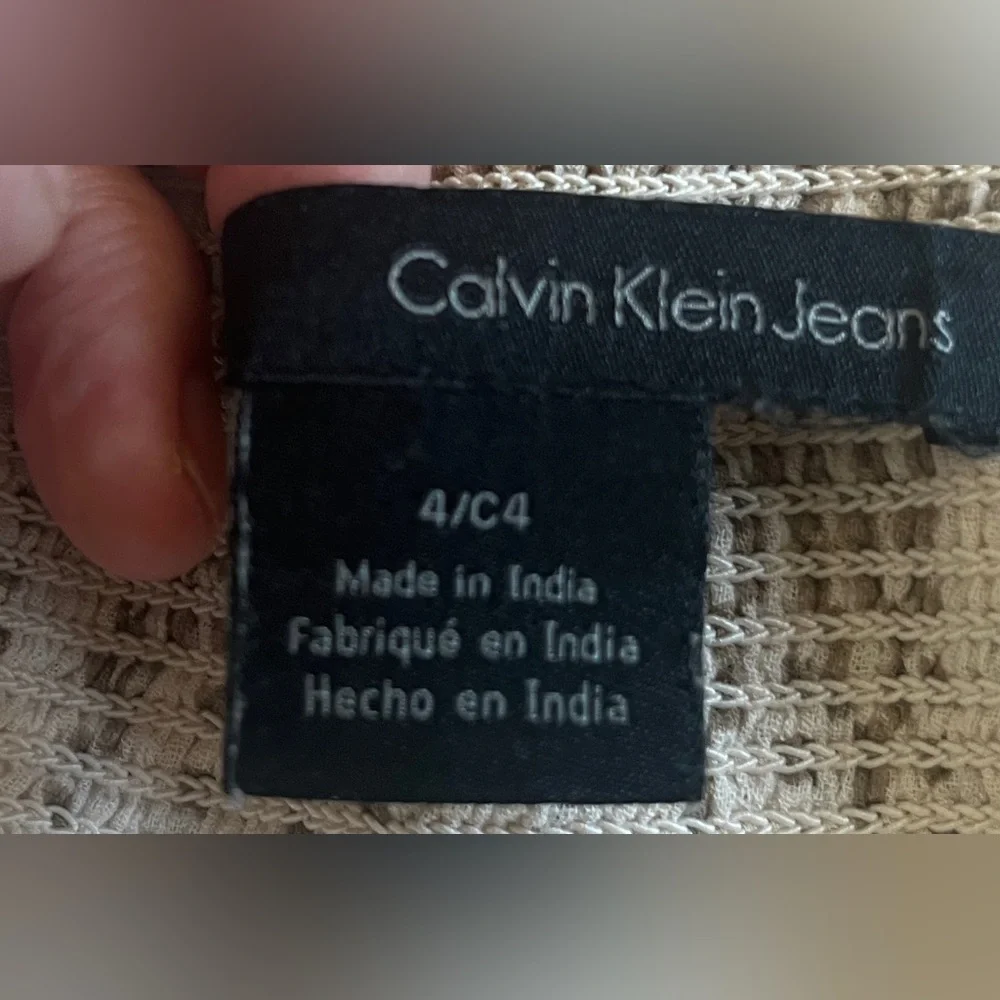 Calvin Klein Jeans
4/C4
Made in India
Fabriqué en India
Hecho en India